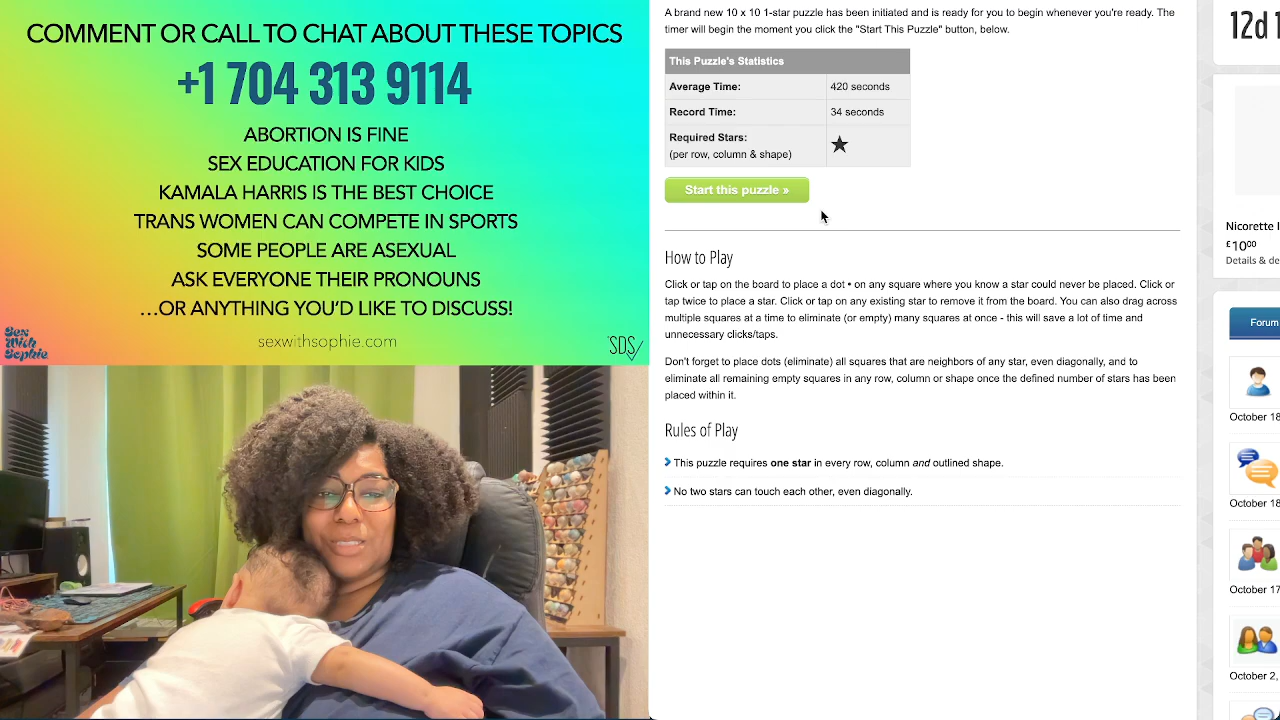 COMMENT OR CALL TO CHAT ABOUT THESE TOPICS
+1 704 313 9114
ABORTION IS FINE
SEX EDUCATION FOR KIDS
KAMALA HARRIS IS THE BEST CHOICE
TRANS WOMEN CAN COMPETE IN SPORTS
SOME PEOPLE ARE ASEXUAL
ASK EVERYONE THEIR PRONOUNS
…OR ANYTHING YOU'D LIKE TO DISCUSS!
sexwithsophie.com
Sex
With
Sophie
SDS
A brand new 10 x 10 1-star puzzle has been initiated and is ready for you to begin whenever you're ready. The
timer will begin the moment you click the "Start This Puzzle" button, below.
This Puzzle's Statistics
Average Time: 420 seconds
Record Time: 34 seconds
Required Stars:
(per row, column & shape)
Start this puzzle »
How to Play
Click or tap on the board to place a dot • on any square where you know a star could never be placed. Click or
tap twice to place a star. Click or tap on any existing star to remove it from the board. You can also drag across
multiple squares at a time to eliminate (or empty) many squares at once - this will save a lot of time and
unnecessary clicks/taps.
Don't forget to place dots (eliminate) all squares that are neighbors of any star, even diagonally, and to
eliminate all remaining empty squares in any row, column or shape once the defined number of stars has been
placed within it.
Rules of Play
This puzzle requires one star in every row, column and outlined shape.
No two stars can touch each other, even diagonally.
12d 1
Nicorette I
£1000
Details & de
Forum
October 18
October 18
October 17
October 2,